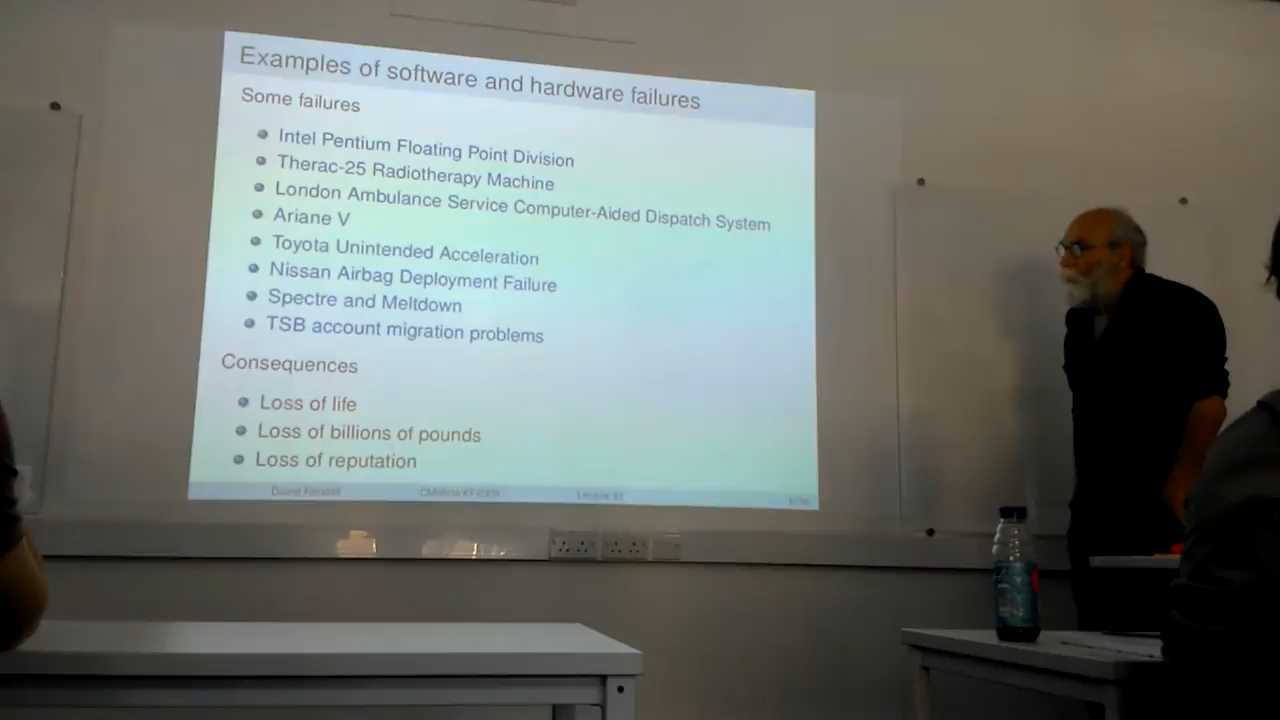 Examples of software and hardware failures
Some failures
Intel Pentium Floating Point Division
Therac-25 Radiotherapy Machine
London Ambulance Service Computer-Aided Dispatch System
Ariane V
Toyota Unintended Acceleration
Nissan Airbag Deployment Failure
Spectre and Meltdown
TSB account migration problems
Consequences
Loss of life
Loss of billions of pounds
Loss of reputation
Lecture 01